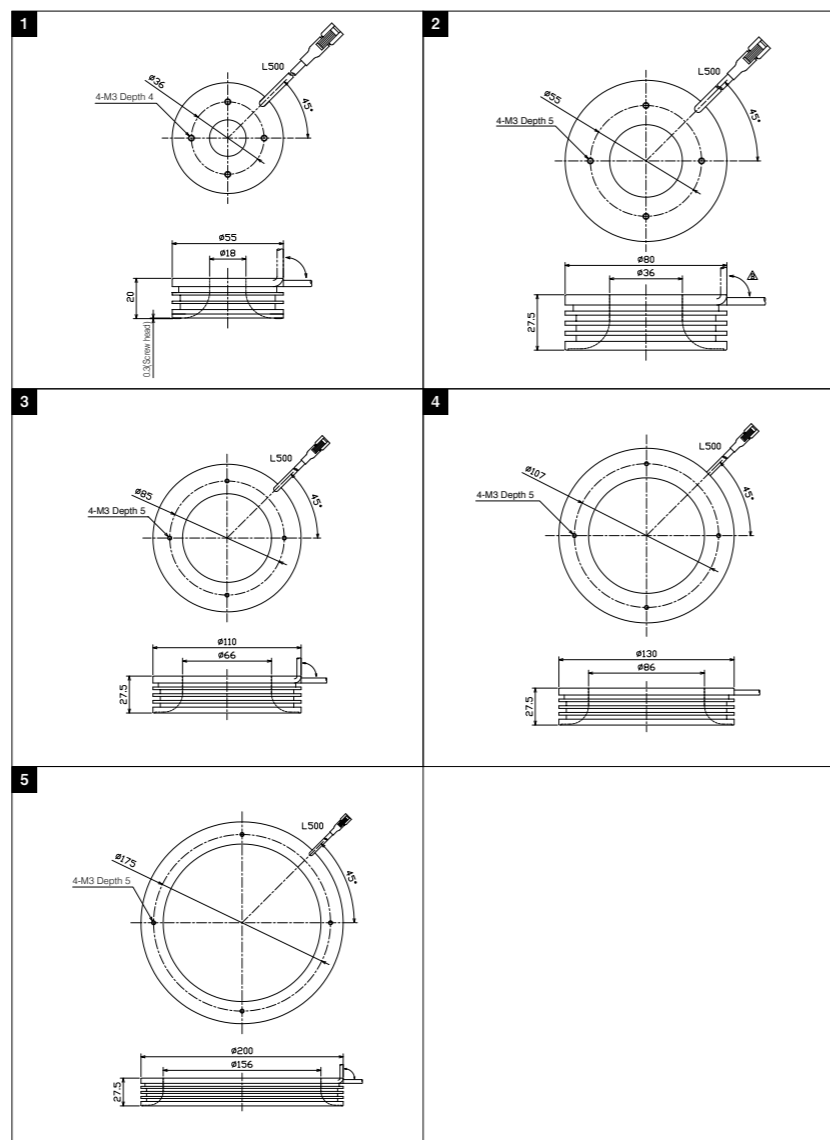 1
L500
ø36
4-M3 Depth 4
45°
ø55
ø18
20
0.3(Screw head)
2
L500
ø55
4-M3 Depth 5
45°
ø80
ø36
27.5
3
L500
ø85
4-M3 Depth 5
45°
ø110
ø66
27.5
4
L500
ø107
4-M3 Depth 5
45°
ø130
ø86
27.5
5
L500
ø175
4-M3 Depth 5
45°
ø200
ø156
27.5